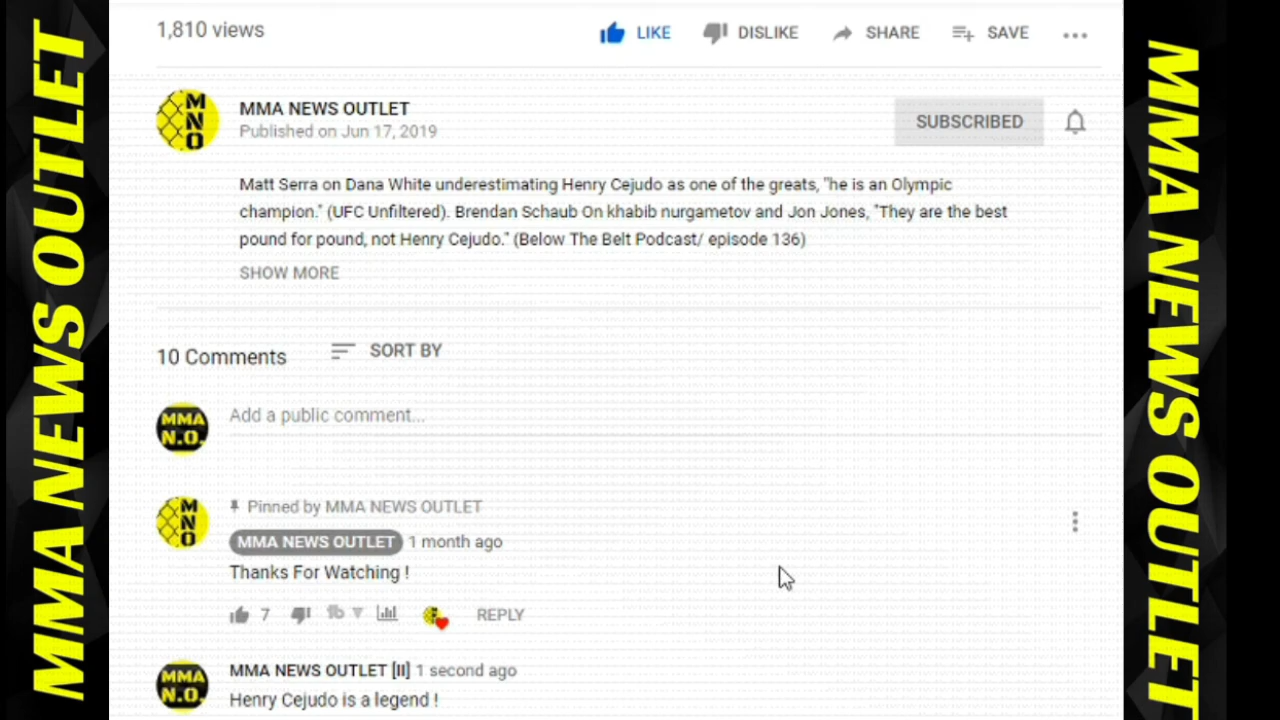 MMA NEWS OUTLET
1,810 views
LIKE
DISLIKE
SHARE
SAVE
MNO
MMA NEWS OUTLET
Published on Jun 17, 2019
SUBSCRIBED
Matt Serra on Dana White underestimating Henry Cejudo as one of the greats, "he is an Olympic
champion." (UFC Unfiltered). Brendan Schaub On khabib nurgametov and Jon Jones, "They are the best
pound for pound, not Henry Cejudo." (Below The Belt Podcast/ episode 136)
SHOW MORE
10 Comments
SORT BY
MMA
N.O.
Add a public comment...
MNO
Pinned by MMA NEWS OUTLET
MMA NEWS OUTLET 1 month ago
Thanks For Watching !
7
REPLY
MMA
N.O.
MMA NEWS OUTLET [II] 1 second ago
Henry Cejudo is a legend !
MMA NEWS OUTLET